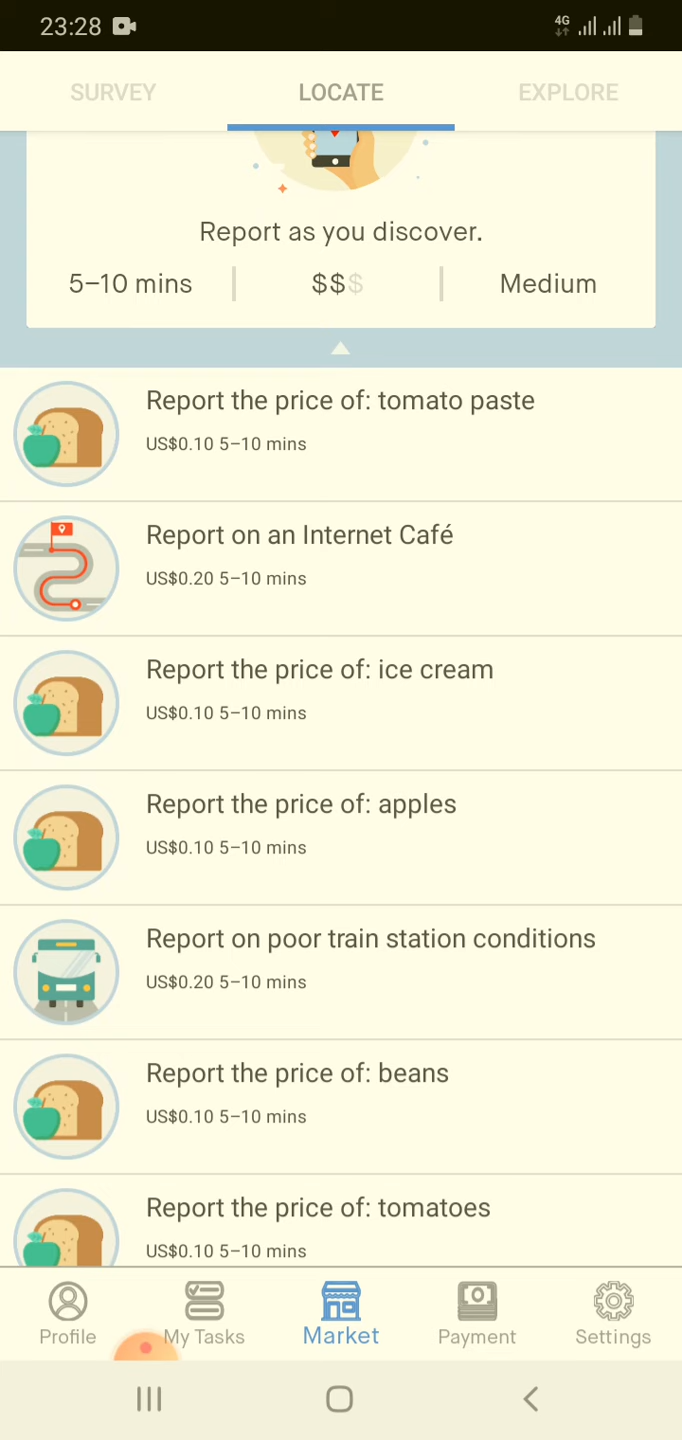 23:28
4G
SURVEY LOCATE EXPLORE
Report as you discover.
5–10 mins $$$ Medium
Report the price of: tomato paste
US$0.10 5–10 mins
Report on an Internet Café
US$0.20 5–10 mins
Report the price of: ice cream
US$0.10 5–10 mins
Report the price of: apples
US$0.10 5–10 mins
Report on poor train station conditions
US$0.20 5–10 mins
Report the price of: beans
US$0.10 5–10 mins
Report the price of: tomatoes
US$0.10 5–10 mins
Profile My Tasks Market Payment Settings